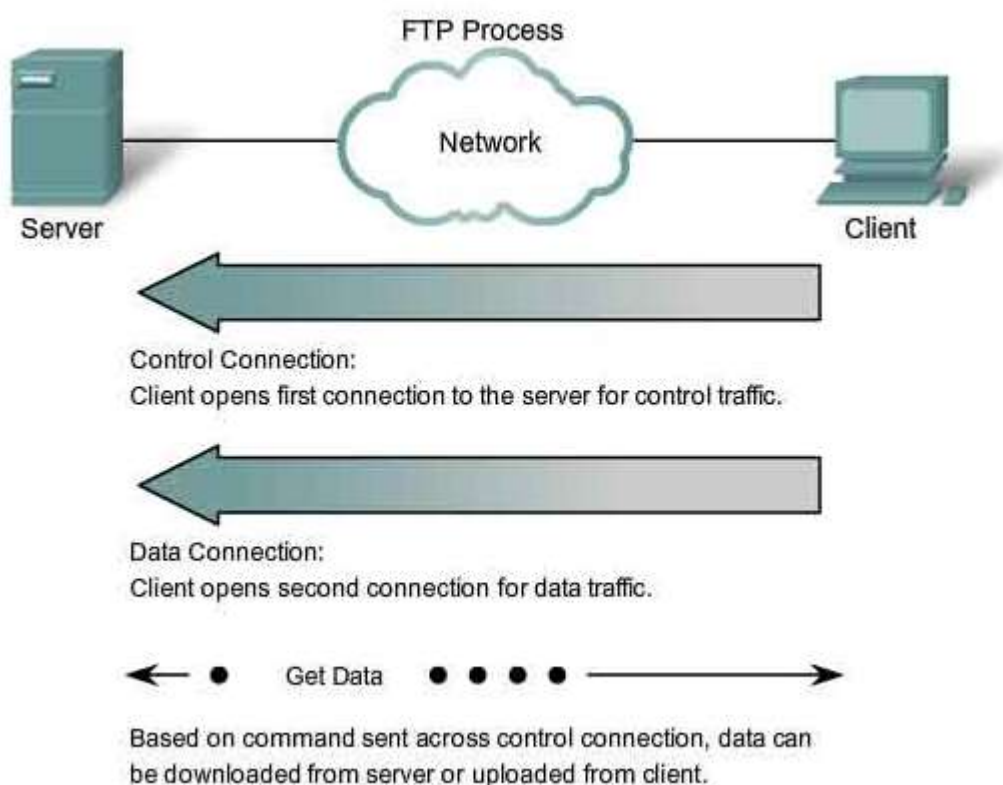 FTP Process
Network
Server
Client
Control Connection:
Client opens first connection to the server for control traffic.
Data Connection:
Client opens second connection for data traffic.
Get Data
Based on command sent across control connection, data can
be downloaded from server or uploaded from client.